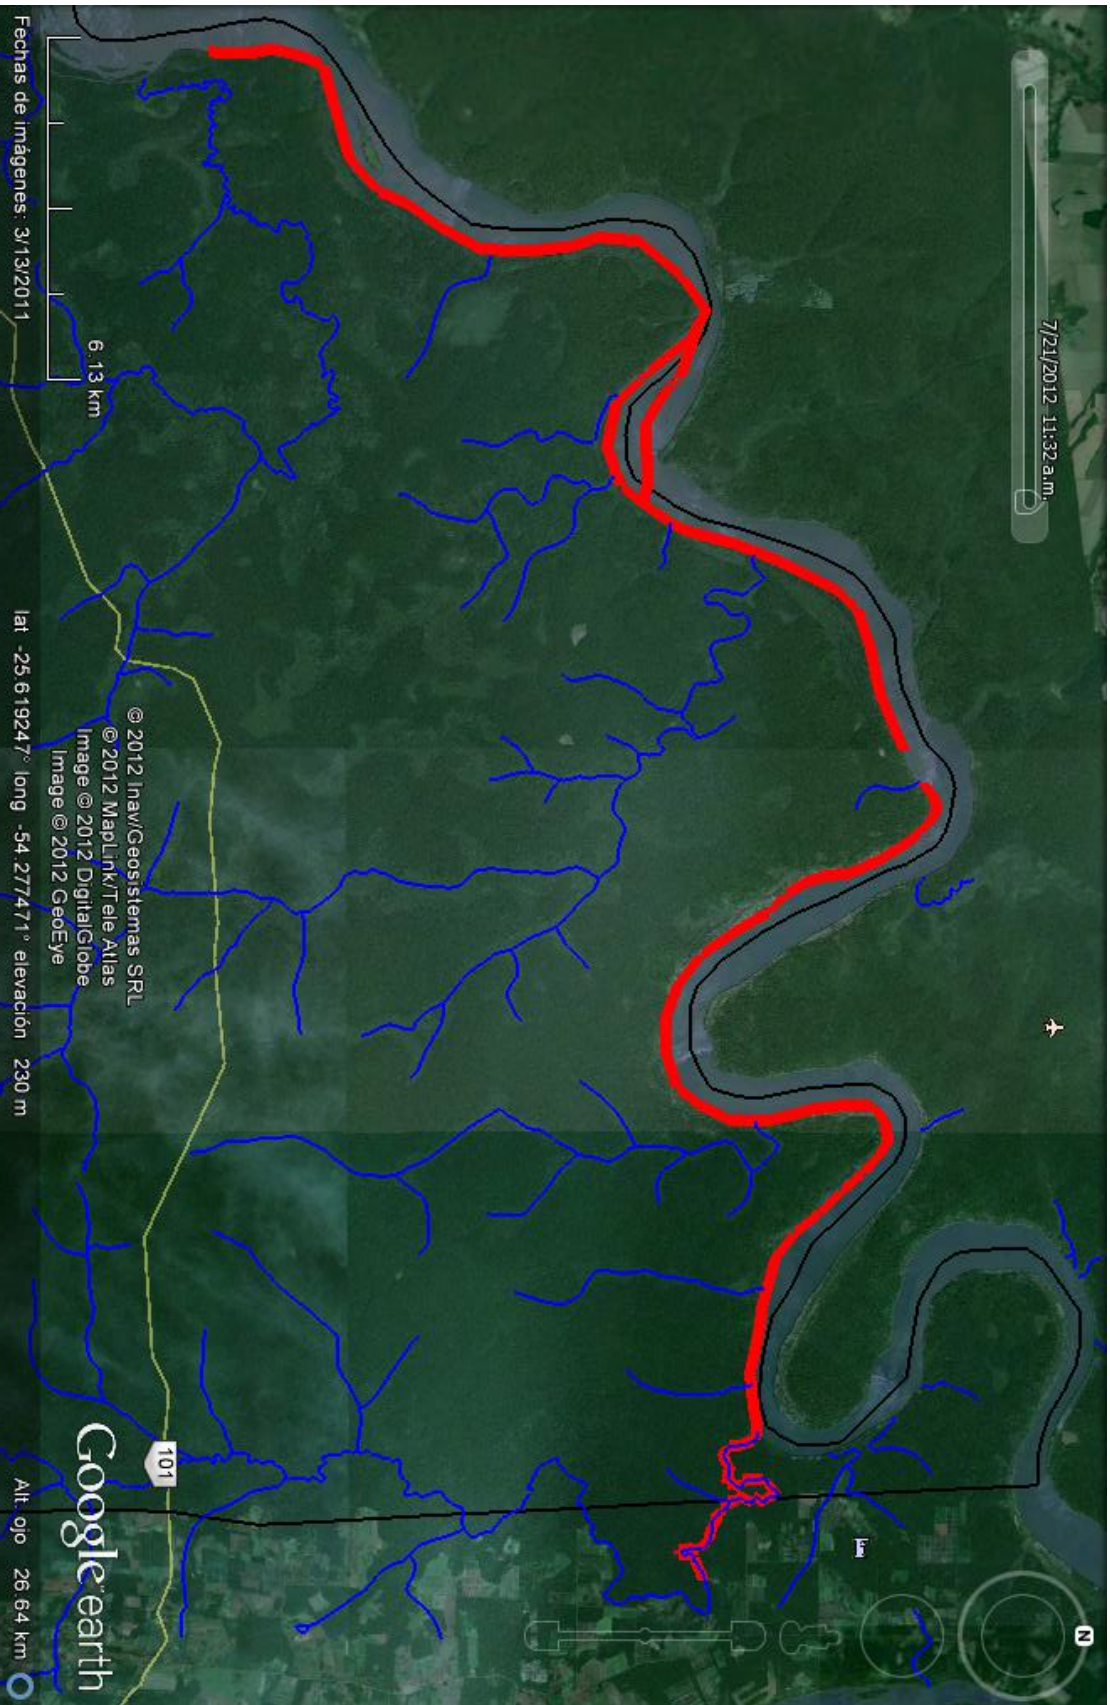 7/21/2012 11:32 a.m.
N
101
© 2012 Inav/Geosistemas SRL
© 2012 MapLink/Tele Atlas
Image © 2012 DigitalGlobe
Image © 2012 GeoEye
Google earth
6.13 km
Fechas de imágenes: 3/13/2011 lat -25.619247° long -54.277471° elevación 230 m Alt. ojo 26.64 km